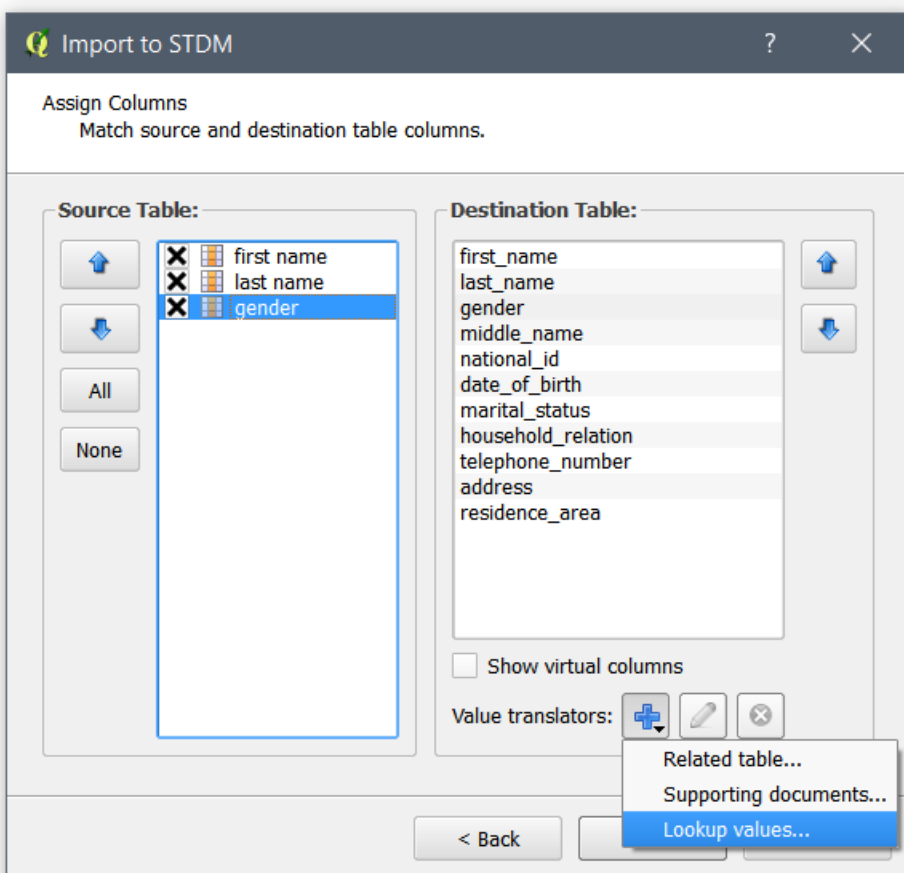 Import to STDM
Assign Columns
Match source and destination table columns.
Source Table:
first name
last name
gender
All
None
Destination Table:
first_name
last_name
gender
middle_name
national_id
date_of_birth
marital_status
household_relation
telephone_number
address
residence_area
Show virtual columns
Value translators:
Related table...
Supporting documents...
Lookup values...
< Back